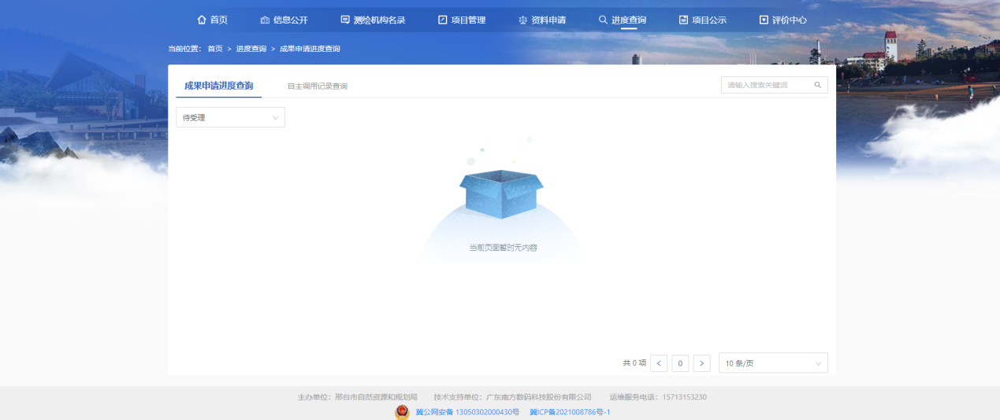 首页 信息公开 测绘机构名录 项目管理 资料申请 进度查询 项目公示 评价中心
当前位置： 首页 > 进度查询 > 成果申请进度查询
成果申请进度查询 自主调用记录查询 请输入搜索关键词
待受理
当前页面暂时无内容
共 0 项 < 0 > 10 条/页
主办单位：邢台市自然资源和规划局 技术支持单位：广东南方数码科技股份有限公司 运维服务电话：15713153230
冀公网安备 13050302000430号 冀ICP备2021008786号-1